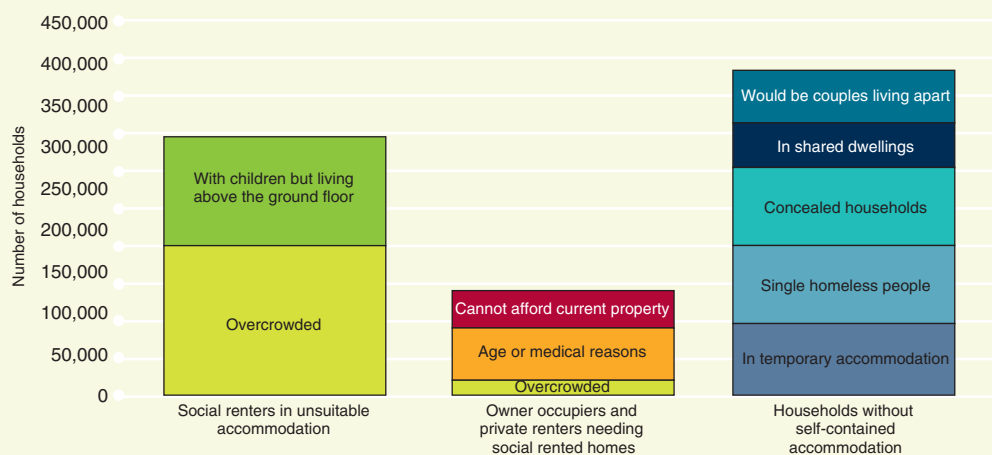 450,000
400,000
350,000
300,000
250,000
200,000
150,000
100,000
50,000
0
Number of households
With children but living
above the ground floor
Overcrowded
Social renters in unsuitable
accommodation
Cannot afford current property
Age or medical reasons
Overcrowded
Owner occupiers and
private renters needing
social rented homes
Would be couples living apart
In shared dwellings
Concealed households
Single homeless people
In temporary accommodation
Households without
self-contained
accommodation